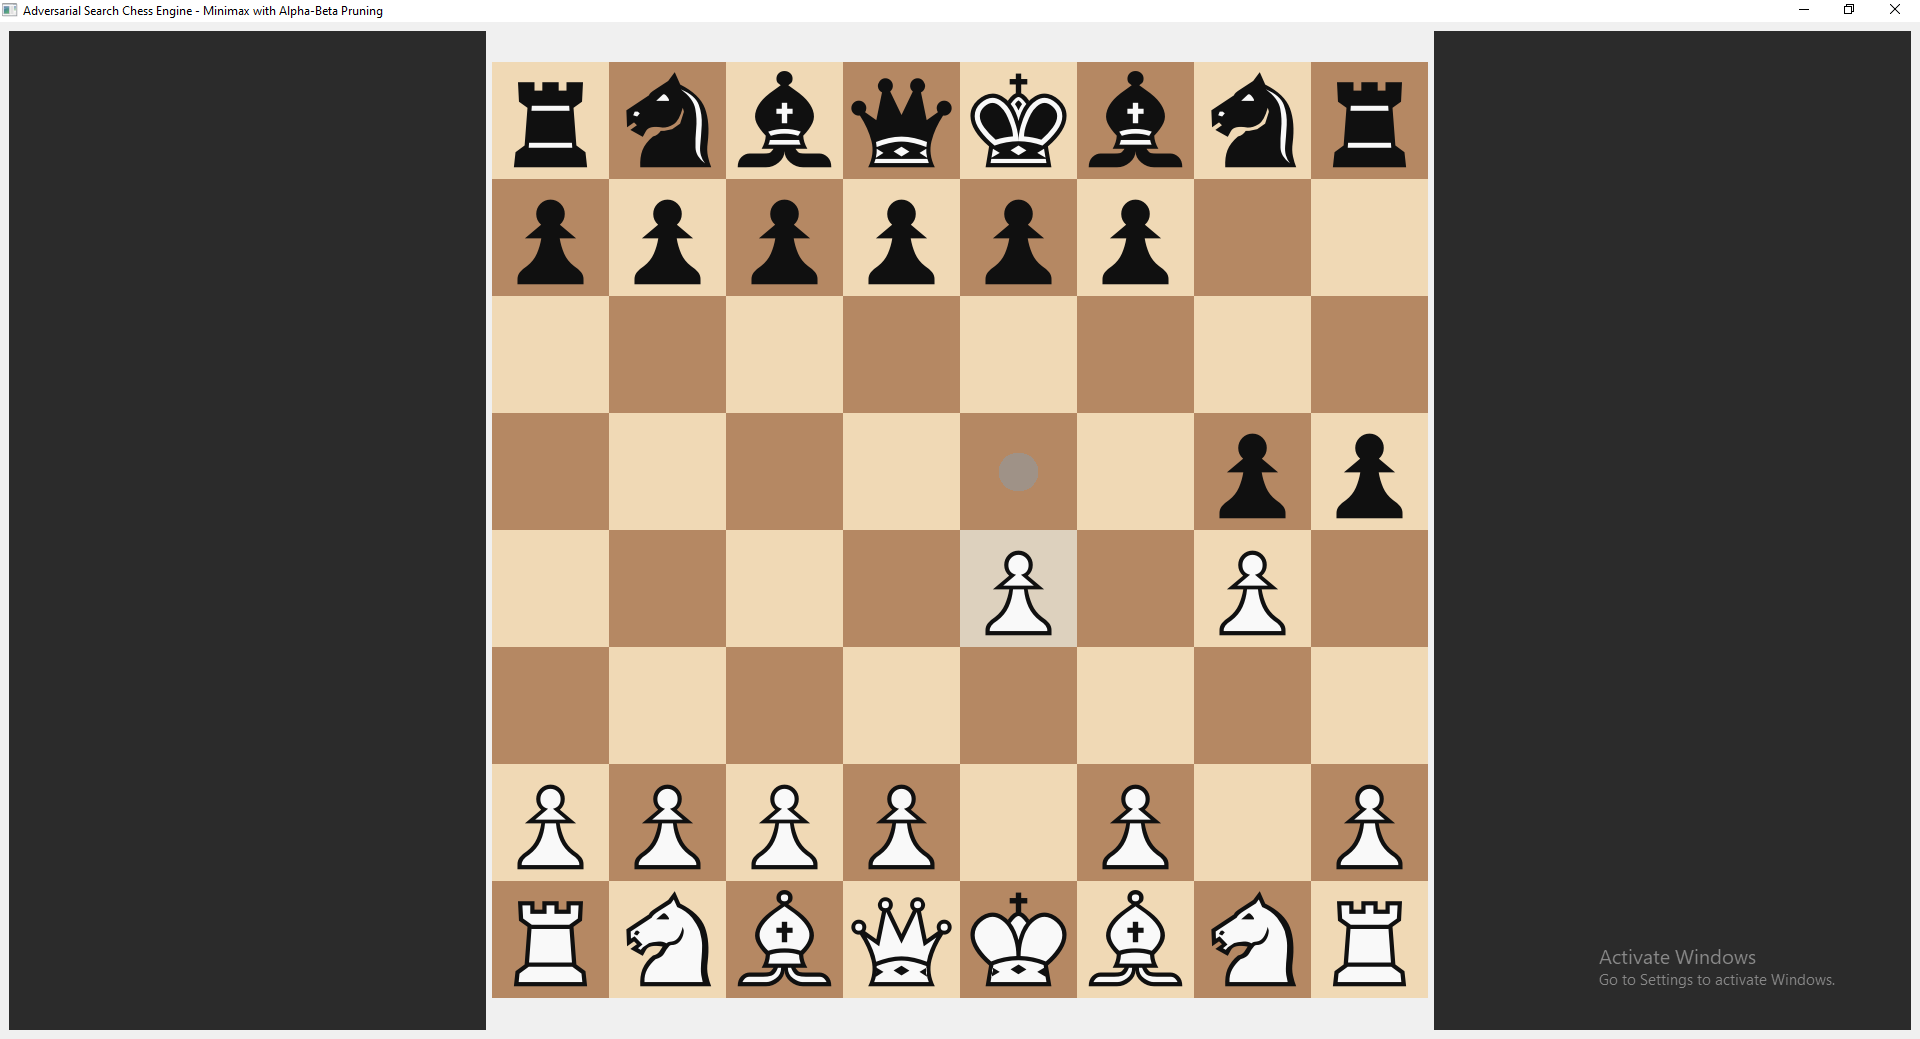 Adversarial Search Chess Engine - Minimax with Alpha-Beta Pruning
Activate Windows
Go to Settings to activate Windows.